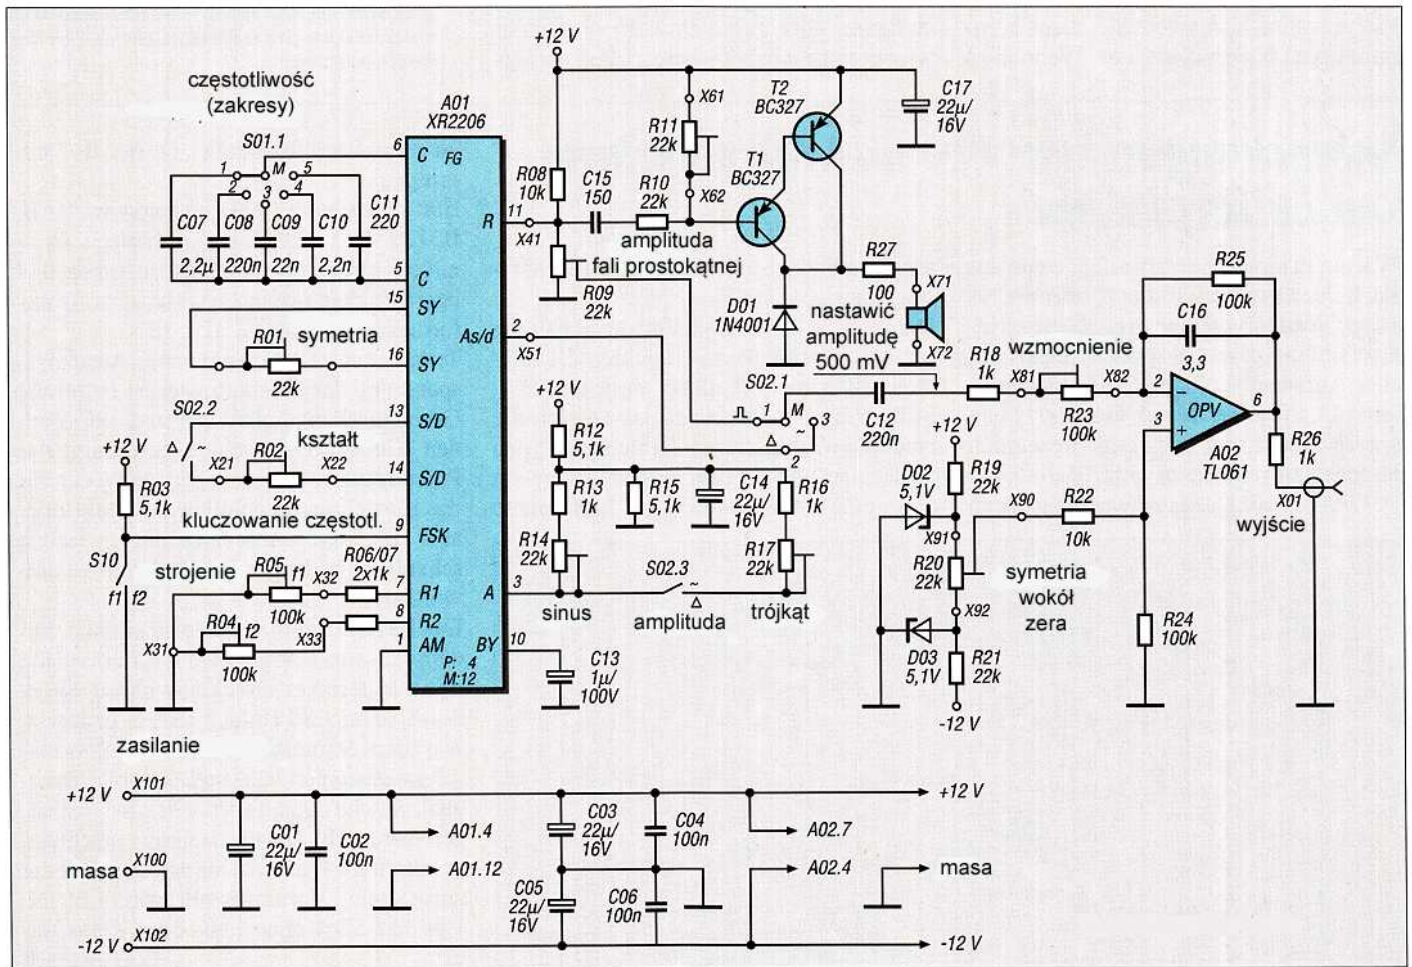 +12 V
częstotliwość
(zakresy)
S01.1
1
M
5
2
3
4
C07
2,2µ
C08
220n
C09
22n
C10
2,2n
C11
220
A01
XR2206
6
C
FG
5
C
15
SY
16
SY
13
S/D
14
S/D
9
FSK
7
R1
8
R2
1
AM
P: 4
M:12
R
11
X41
As/d
2
X51
A
3
BY
10
R01
symetria
22k
S02.2
+12 V
Δ
~
X21
R02
kształt
X22
22k
R03
5,1k
kluczowanie częstotl.
S10
f1 f2
strojenie
R05
f1
X32
100k
R06/07
2x1k
X31
R04
f2
X33
100k
R08
10k
C15
150
R10
22k
R09
22k
X61
R11
22k
X62
amplituda
fali prostokątnej
T1
BC327
T2
BC327
C17
22µ/
16V
D01
1N4001
R27
100
X71
X72
nastawić
amplitudę
500 mV
S02.1
1
M
3
Δ
~
2
C12
220n
R18
1k
X81
wzmocnienie
X82
R23
100k
R25
100k
C16
3,3
2
−
3
+
OPV
6
A02
TL061
R26
1k
X01
wyjście
+12 V
R12
5,1k
R13
1k
R15
5,1k
C14
22µ/
16V
R16
1k
R14
22k
R17
22k
S02.3
~
Δ
sinus
amplituda
trójkąt
C13
1µ/
100V
+12 V
D02
5,1V
R19
22k
X91
X90
R22
10k
R20
22k
X92
symetria
wokół
zera
D03
5,1V
R21
22k
-12 V
R24
100k
zasilanie
+12 V
X101
C01
22µ/
16V
C02
100n
A01.4
C03
22µ/
16V
C04
100n
A02.7
+12 V
masa
X100
A01.12
C05
22µ/
16V
C06
100n
A02.4
masa
-12 V
X102
-12 V